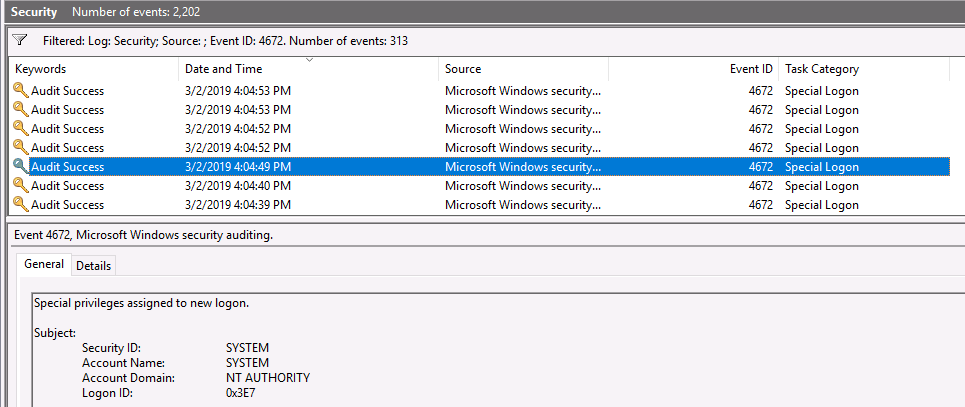 Security Number of events: 2,202
Filtered: Log: Security; Source: ; Event ID: 4672. Number of events: 313
Keywords Date and Time Source Event ID Task Category
Audit Success 3/2/2019 4:04:53 PM Microsoft Windows security... 4672 Special Logon
Audit Success 3/2/2019 4:04:53 PM Microsoft Windows security... 4672 Special Logon
Audit Success 3/2/2019 4:04:52 PM Microsoft Windows security... 4672 Special Logon
Audit Success 3/2/2019 4:04:52 PM Microsoft Windows security... 4672 Special Logon
Audit Success 3/2/2019 4:04:49 PM Microsoft Windows security... 4672 Special Logon
Audit Success 3/2/2019 4:04:40 PM Microsoft Windows security... 4672 Special Logon
Audit Success 3/2/2019 4:04:39 PM Microsoft Windows security... 4672 Special Logon
Event 4672, Microsoft Windows security auditing.
General Details
Special privileges assigned to new logon.
Subject:
Security ID: SYSTEM
Account Name: SYSTEM
Account Domain: NT AUTHORITY
Logon ID: 0x3E7